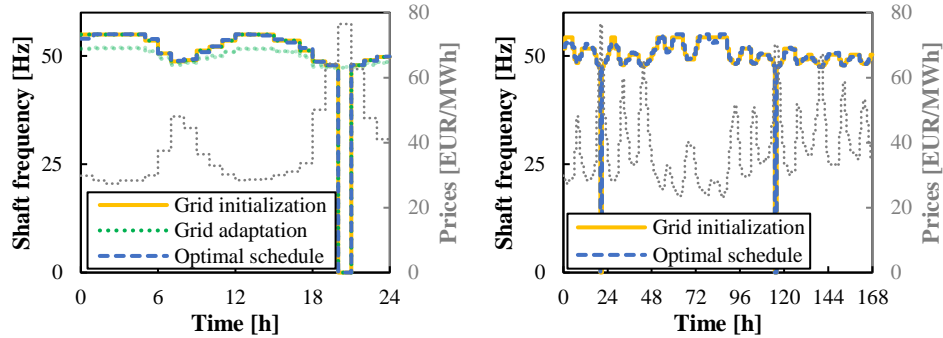 Shaft frequency [Hz]
50
25
0
80
60
40
20
0
Prices [EUR/MWh]
Grid initialization
Grid adaptation
Optimal schedule
0 6 12 18 24
Time [h]
Shaft frequency [Hz]
50
25
0
80
60
40
20
0
Prices [EUR/MWh]
Grid initialization
Optimal schedule
0 24 48 72 96 120 144 168
Time [h]